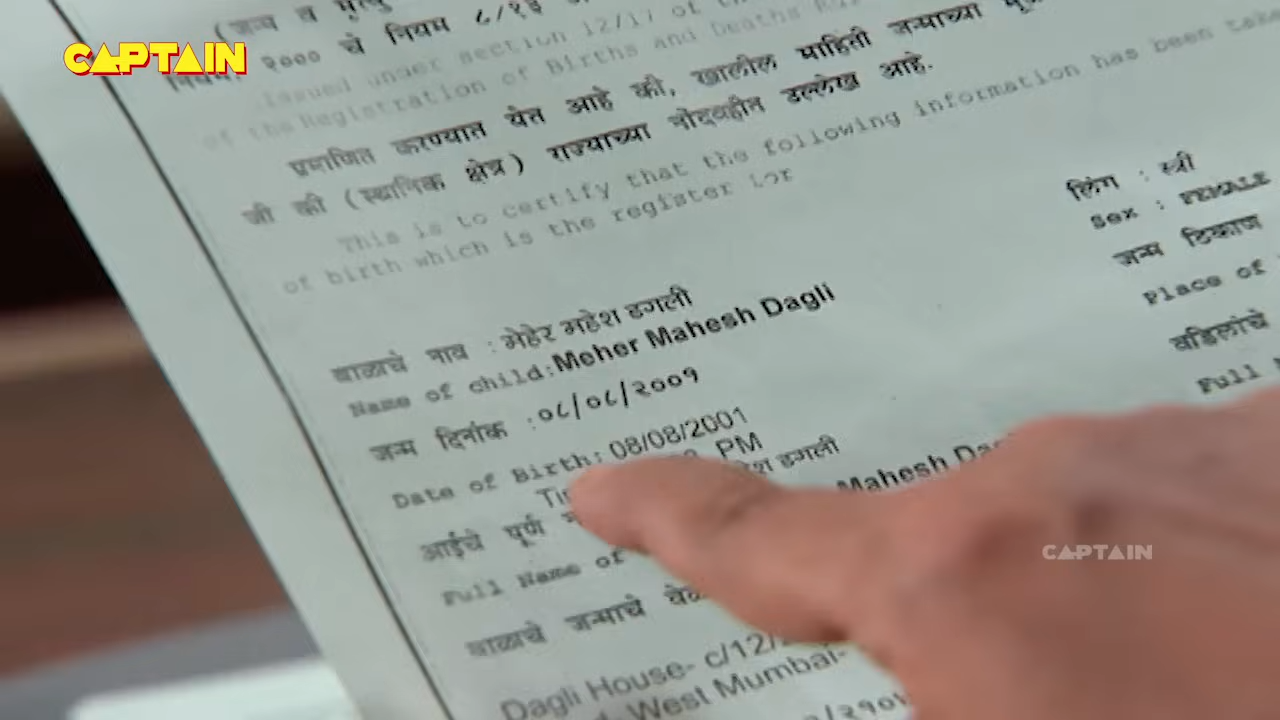 CAPTAIN
(जन्म व मृत्यु
२००० चे नियम ८/१३
Issued under section 12/17 of the
of the Registration of Births and Deaths
प्रमाणित करण्यात येत आहे की, खालील माहिती जन्माच्या
जी की (स्थानिक क्षेत्र) राज्याच्या नोंदवहीत उल्लेख आहे.
This is to certify that the following information has been take
of birth which is the register for
लिंग : स्त्री
Sex : FEMALE
जन्म ठिकाण
Place of
वडिलांचे
Full
बाळाचे नाव : मेहेर महेश डगली
Name of Child: Meher Mahesh Dagli
जन्म दिनांक : ०८/०८/२००१
Date of Birth: 08/08/2001
PM
आईचे पूर्ण
डगली
Full Name of
Mahesh
बाळाचे जन्माचे
Dagli House- c/12/
West Mumbai-
CAPTAIN